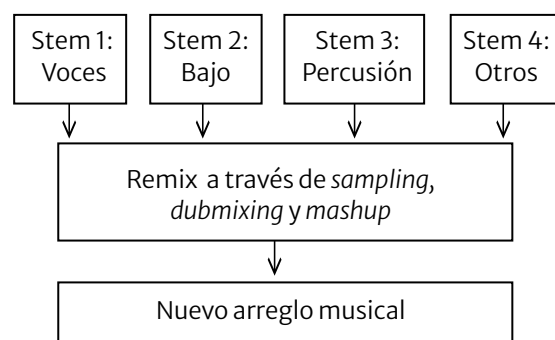 Stem 1:
Voces
Stem 2:
Bajo
Stem 3:
Percusión
Stem 4:
Otros
Remix a través de sampling,
dubmixing y mashup
Nuevo arreglo musical